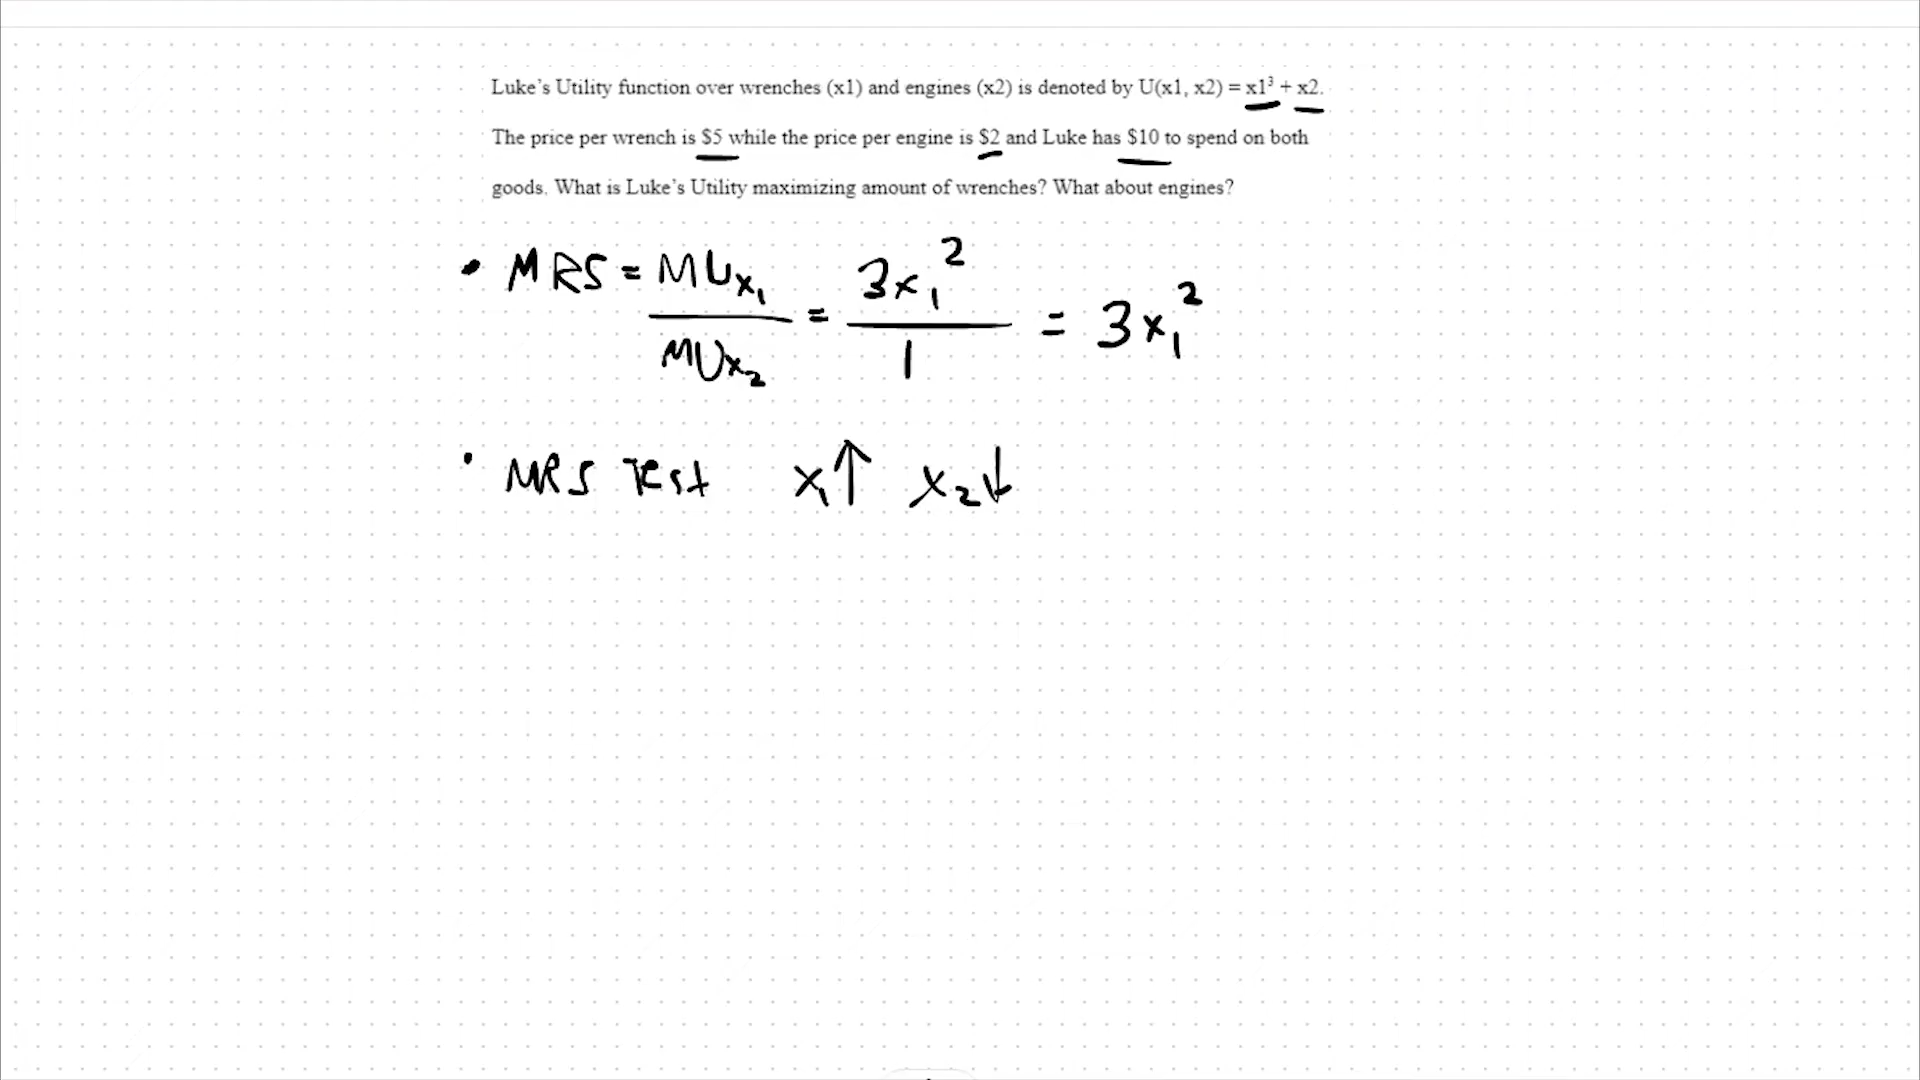 Luke's Utility function over wrenches (x1) and engines (x2) is denoted by U(x1, x2) = x1³ + x2.
The price per wrench is $5 while the price per engine is $2 and Luke has $10 to spend on both
goods. What is Luke's Utility maximizing amount of wrenches? What about engines?
• MRS = MUx₁ / MUx₂ = 3x₁² / 1 = 3x₁²
• MRS Test x₁↑ x₂↓